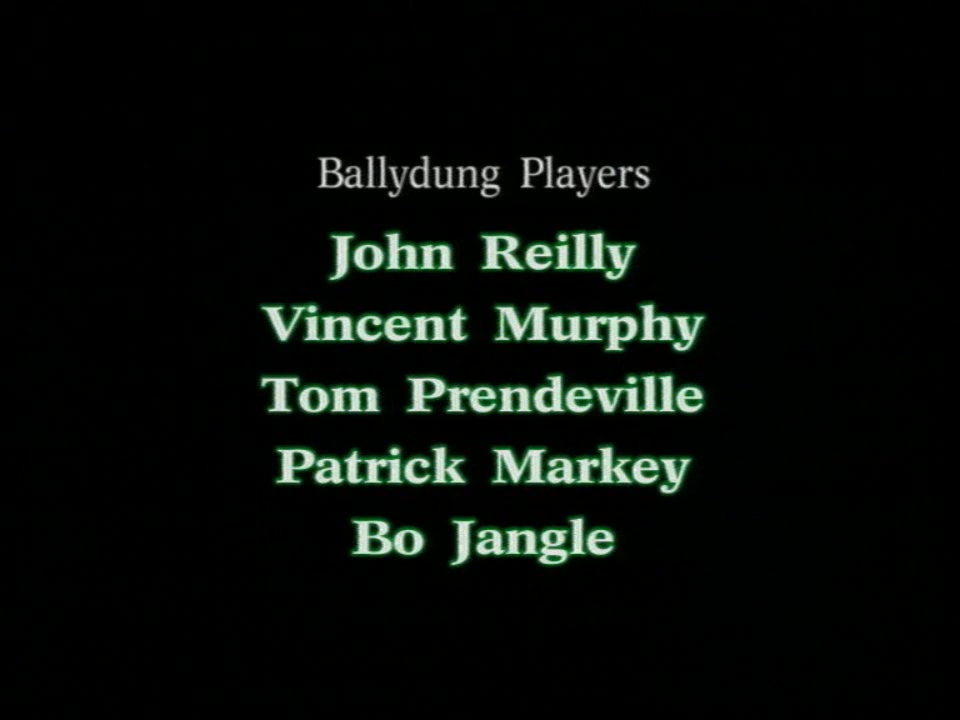 Ballydung Players
John Reilly
Vincent Murphy
Tom Prendeville
Patrick Markey
Bo Jangle